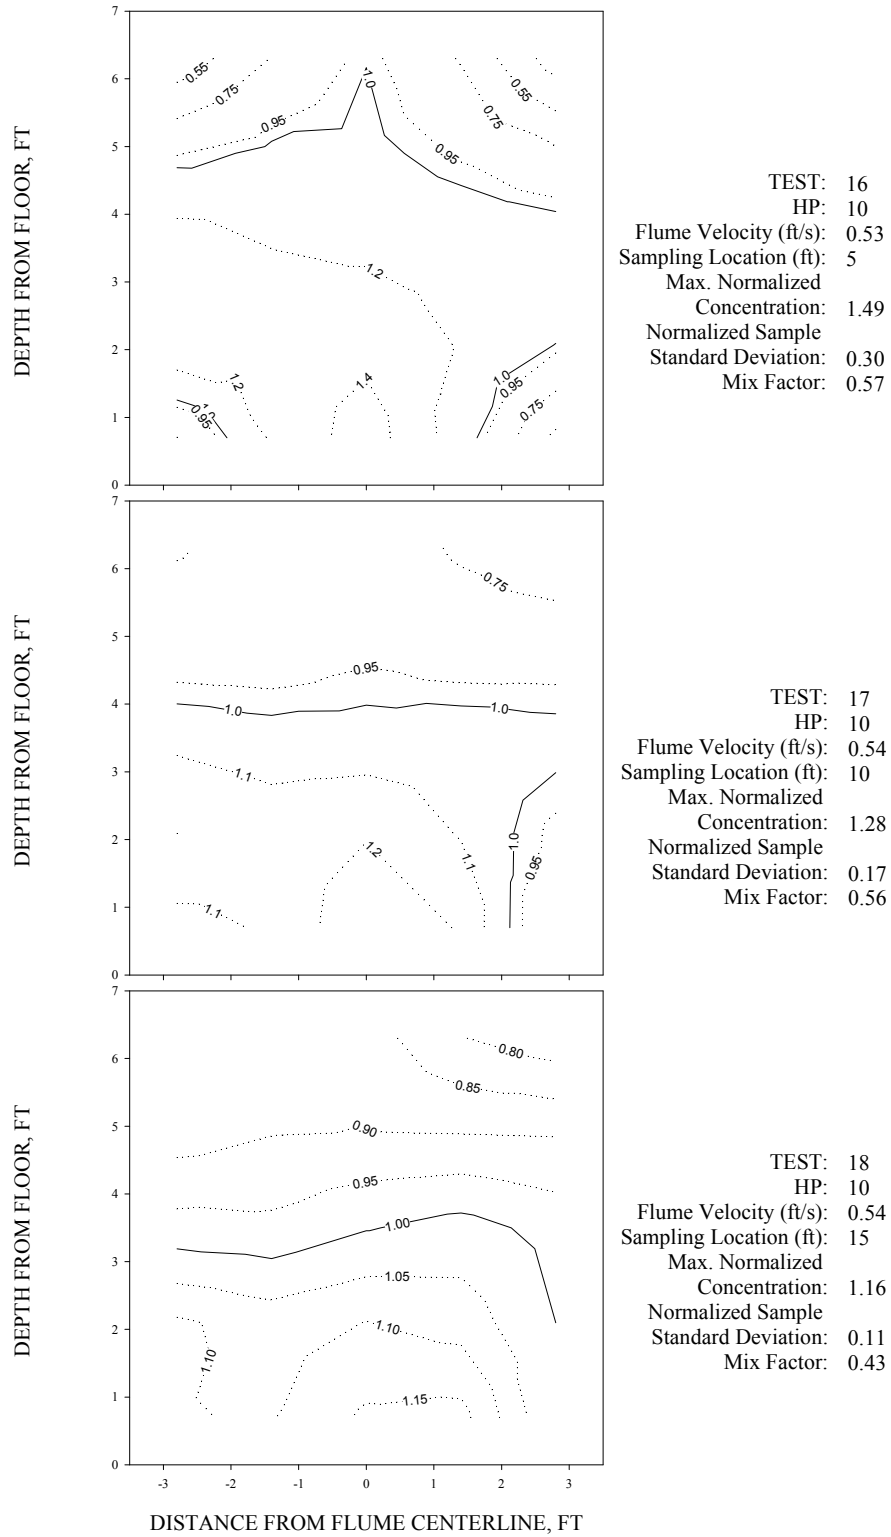 7
6
5
4
3
2
1
0
DEPTH FROM FLOOR, FT
0.55
0.75
0.95
1.0
0.55
0.75
0.95
1.2
1.2
1.4
1.0
0.95
0.75
1.0
0.95
TEST: 16
HP: 10
Flume Velocity (ft/s): 0.53
Sampling Location (ft): 5
Max. Normalized
Concentration: 1.49
Normalized Sample
Standard Deviation: 0.30
Mix Factor: 0.57
7
6
5
4
3
2
1
0
DEPTH FROM FLOOR, FT
0.75
0.95
1.0
1.0
1.1
1.2
1.1
1.0
0.95
1.1
TEST: 17
HP: 10
Flume Velocity (ft/s): 0.54
Sampling Location (ft): 10
Max. Normalized
Concentration: 1.28
Normalized Sample
Standard Deviation: 0.17
Mix Factor: 0.56
7
6
5
4
3
2
1
0
DEPTH FROM FLOOR, FT
0.80
0.85
0.90
0.95
1.00
1.05
1.10
1.10
1.15
TEST: 18
HP: 10
Flume Velocity (ft/s): 0.54
Sampling Location (ft): 15
Max. Normalized
Concentration: 1.16
Normalized Sample
Standard Deviation: 0.11
Mix Factor: 0.43
-3 -2 -1 0 1 2 3
DISTANCE FROM FLUME CENTERLINE, FT